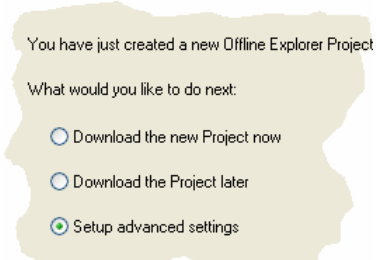 You have just created a new Offline Explorer Project
What would you like to do next:
Download the new Project now
Download the Project later
Setup advanced settings